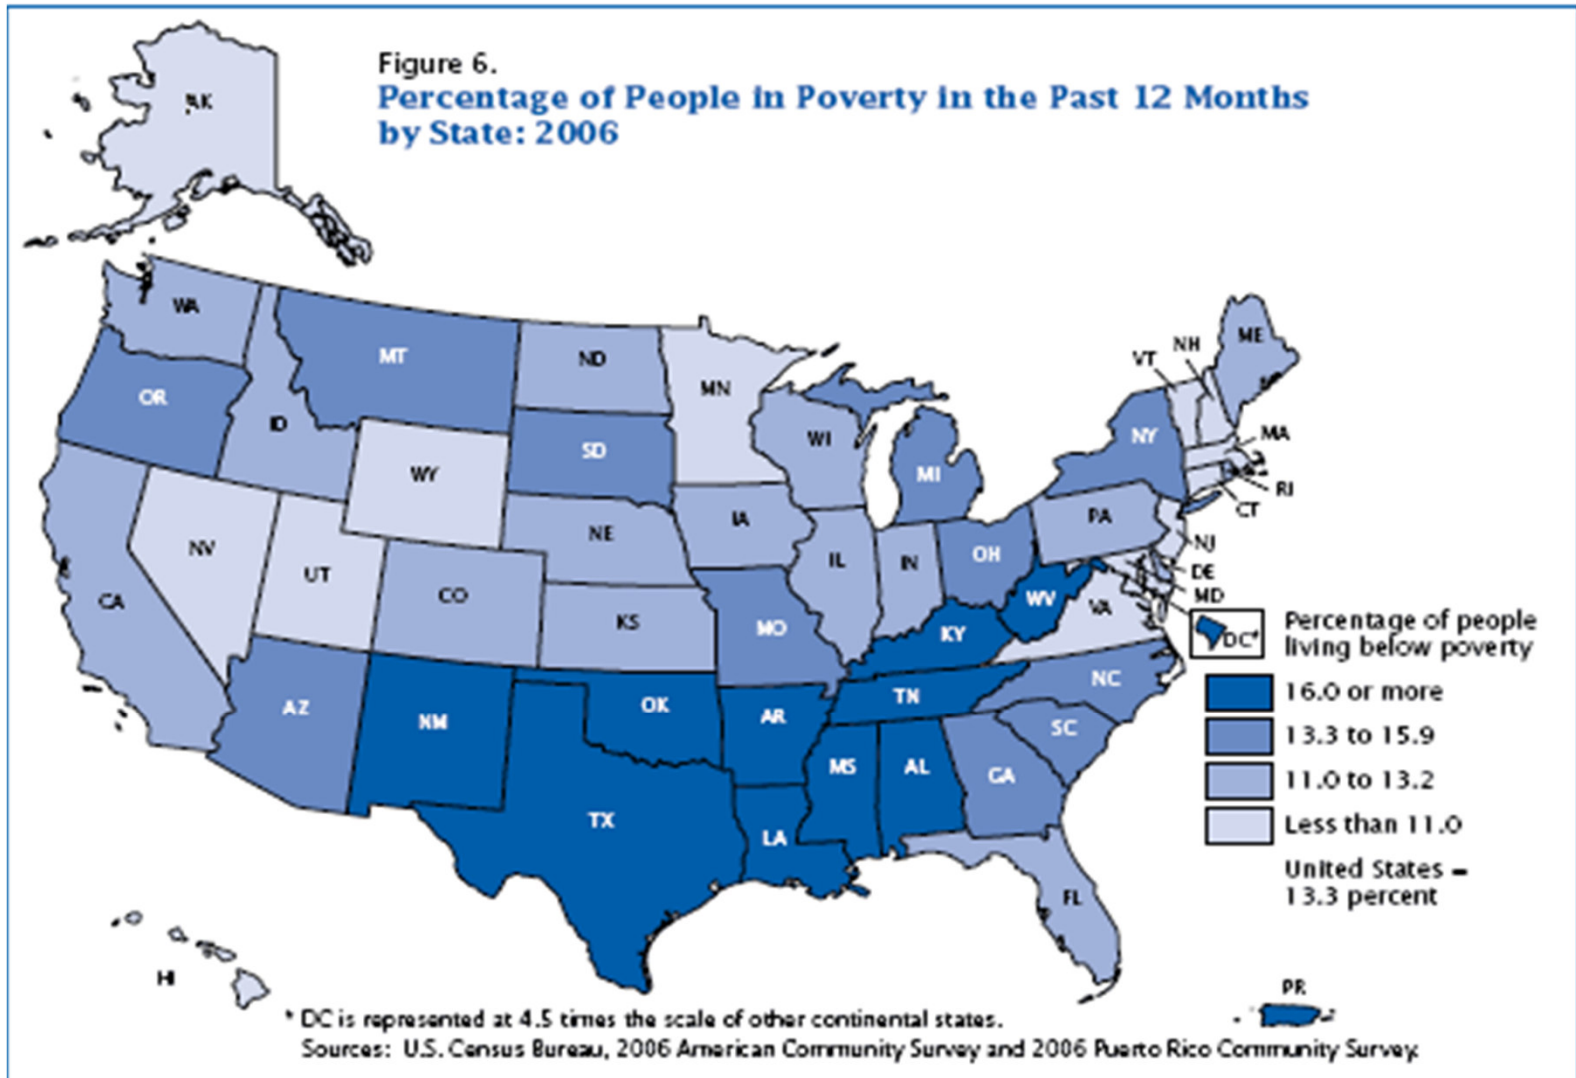 Figure 6.
Percentage of People in Poverty in the Past 12 Months
by State: 2006
AK
WA
MT
ND
MN
OR
ID
SD
WI
MI
WY
VT
NH
ME
NY
MA
RI
CT
NV
UT
NE
IA
PA
NJ
CA
CO
KS
IL
IN
OH
DE
MD
WV
VA
DC*
MO
KY
AZ
NM
OK
AR
TN
NC
SC
TX
LA
MS
AL
GA
FL
HI
PR
Percentage of people
living below poverty
16.0 or more
13.3 to 15.9
11.0 to 13.2
Less than 11.0
United States =
13.3 percent
* DC is represented at 4.5 times the scale of other continental states.
Sources: U.S. Census Bureau, 2006 American Community Survey and 2006 Puerto Rico Community Survey.